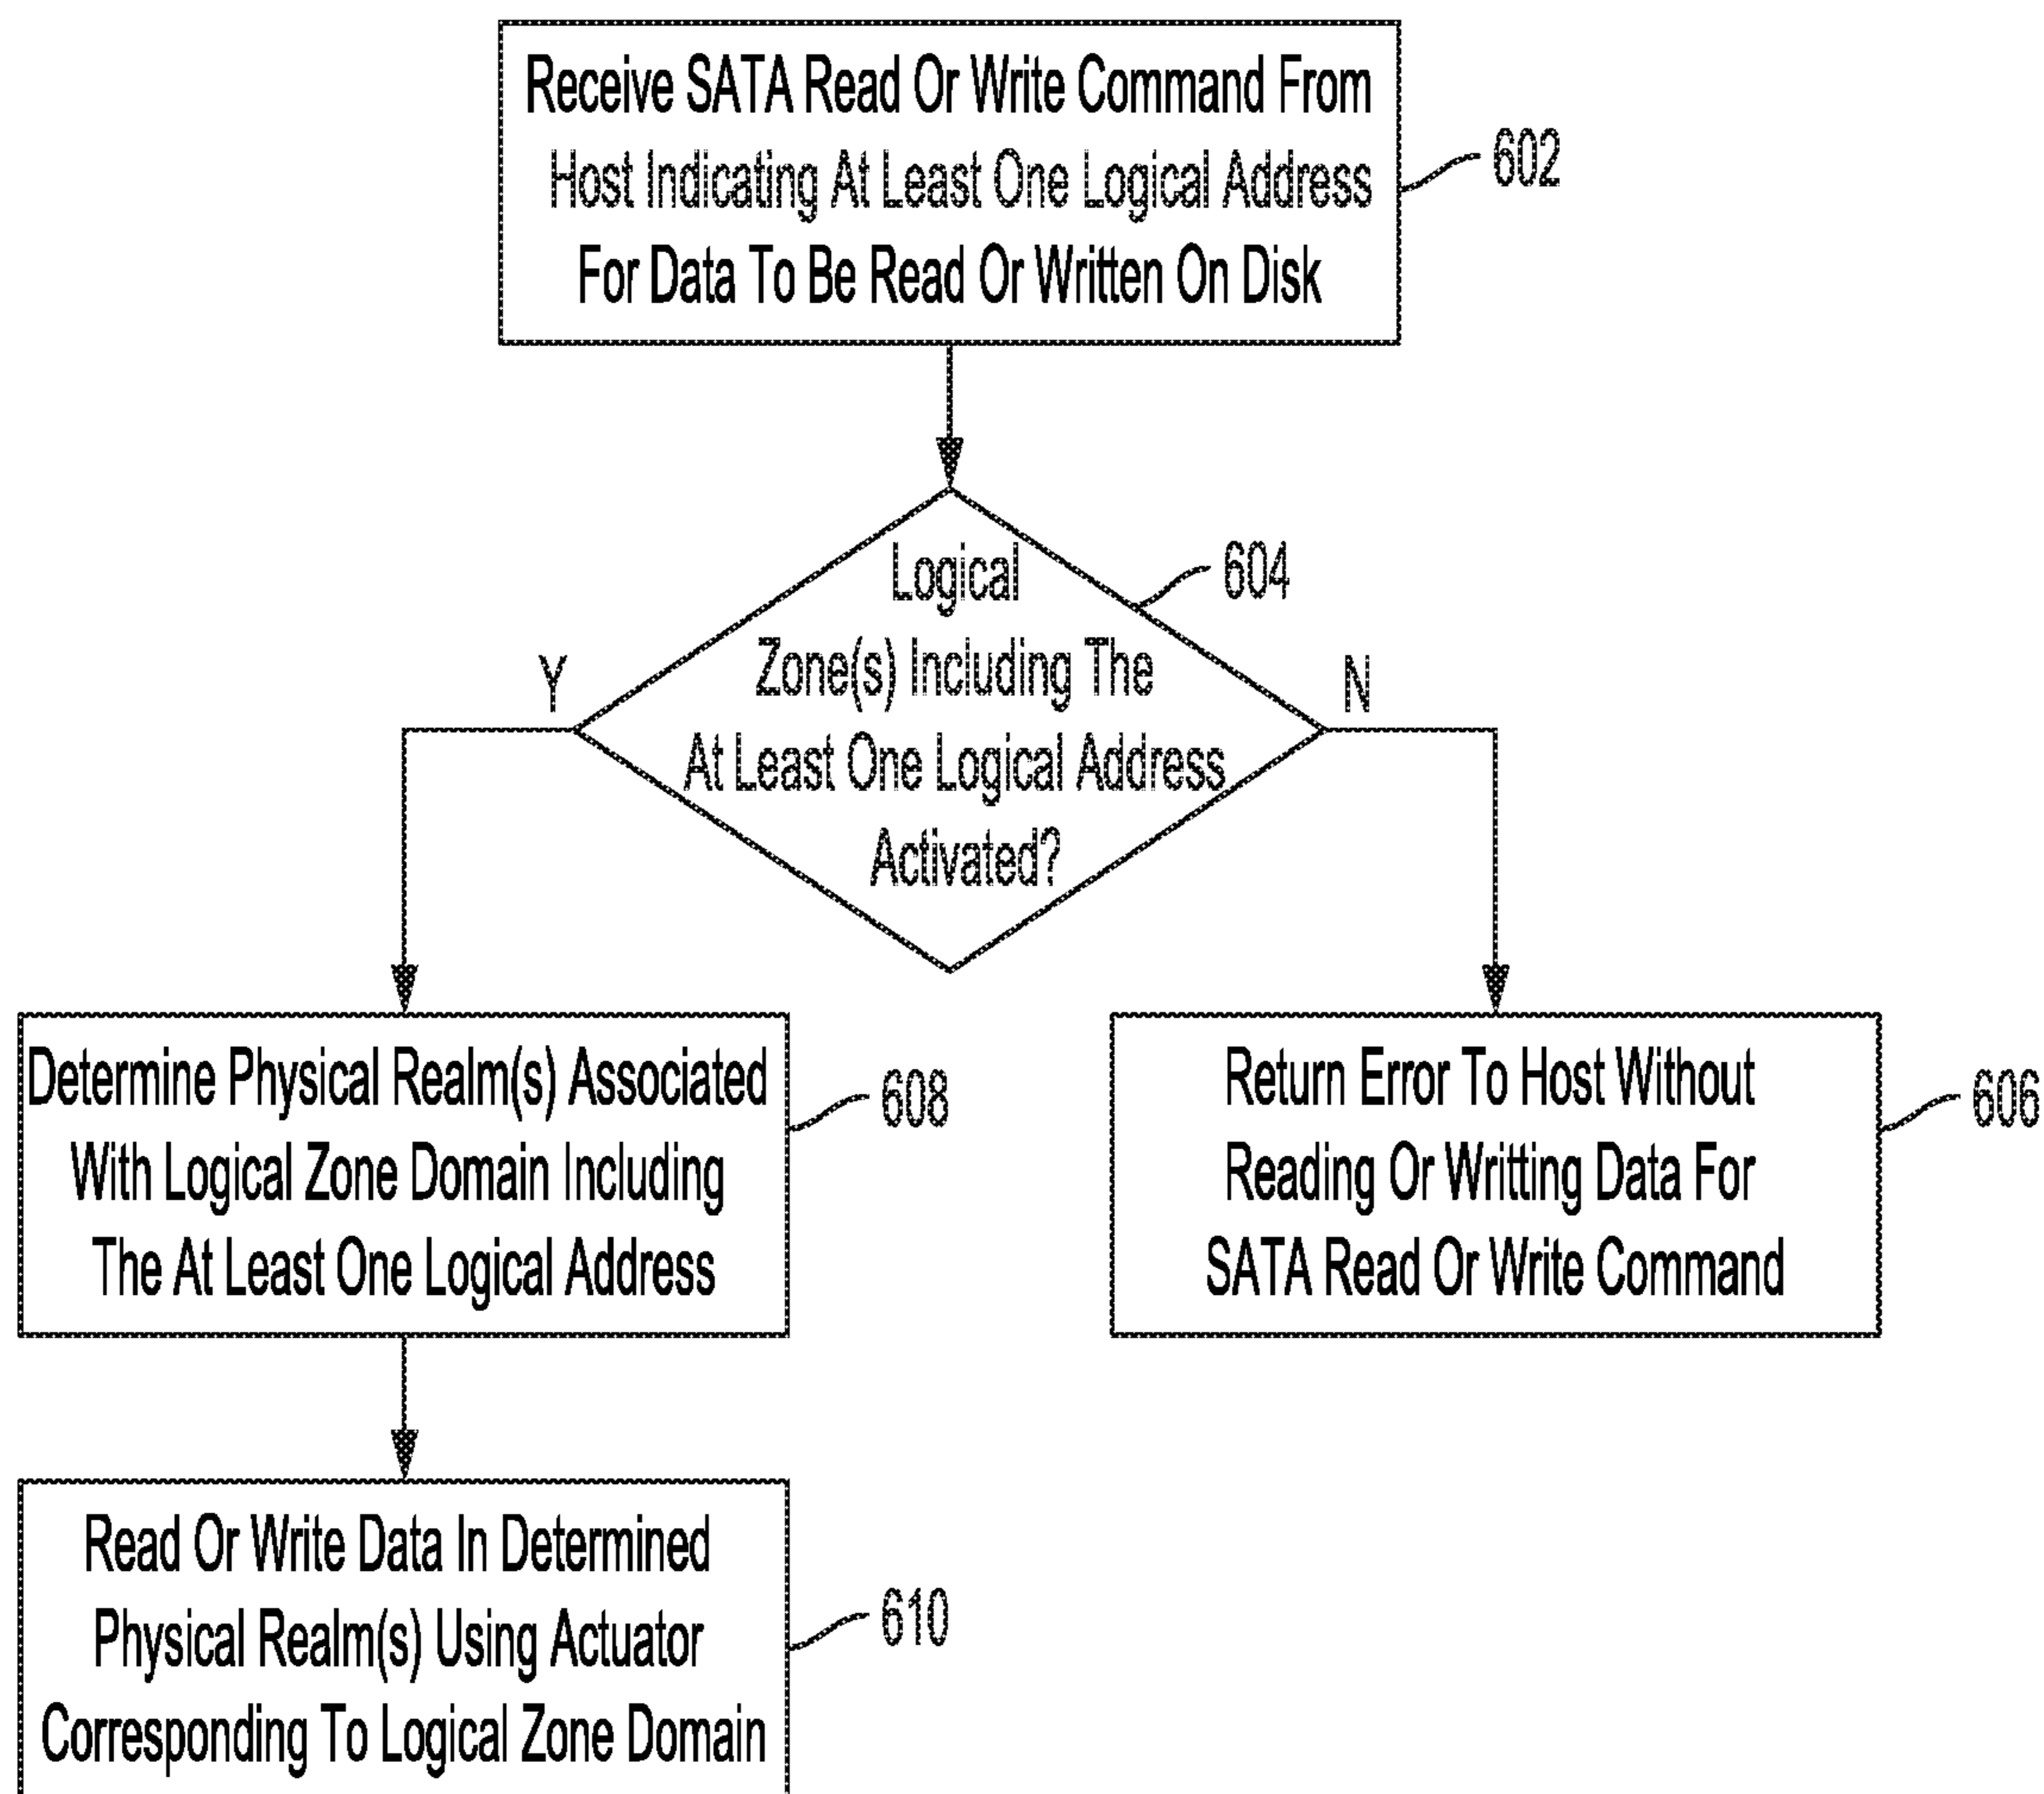 Receive SATA Read Or Write Command From
Host Indicating At Least One Logical Address
For Data To Be Read Or Written On Disk
602
Logical
Zone(s) Including The
At Least One Logical Address
Activated?
604
Y
N
Determine Physical Realm(s) Associated
With Logical Zone Domain Including
The At Least One Logical Address
608
Return Error To Host Without
Reading Or Writting Data For
SATA Read Or Write Command
606
Read Or Write Data In Determined
Physical Realm(s) Using Actuator
Corresponding To Logical Zone Domain
610